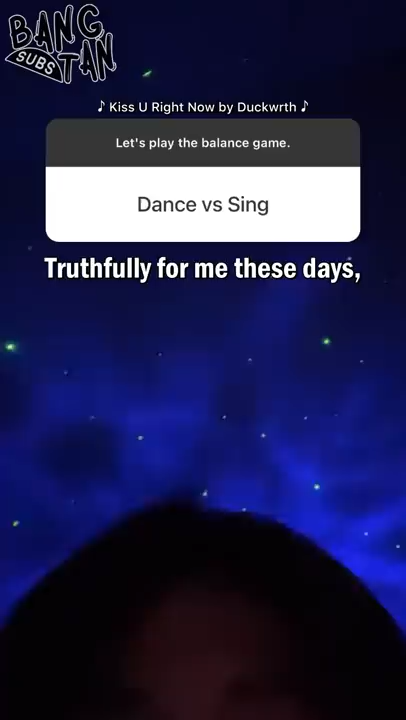 BANG
SUBS TAN
♪ Kiss U Right Now by Duckwrth ♪
Let's play the balance game.
Dance vs Sing
Truthfully for me these days,